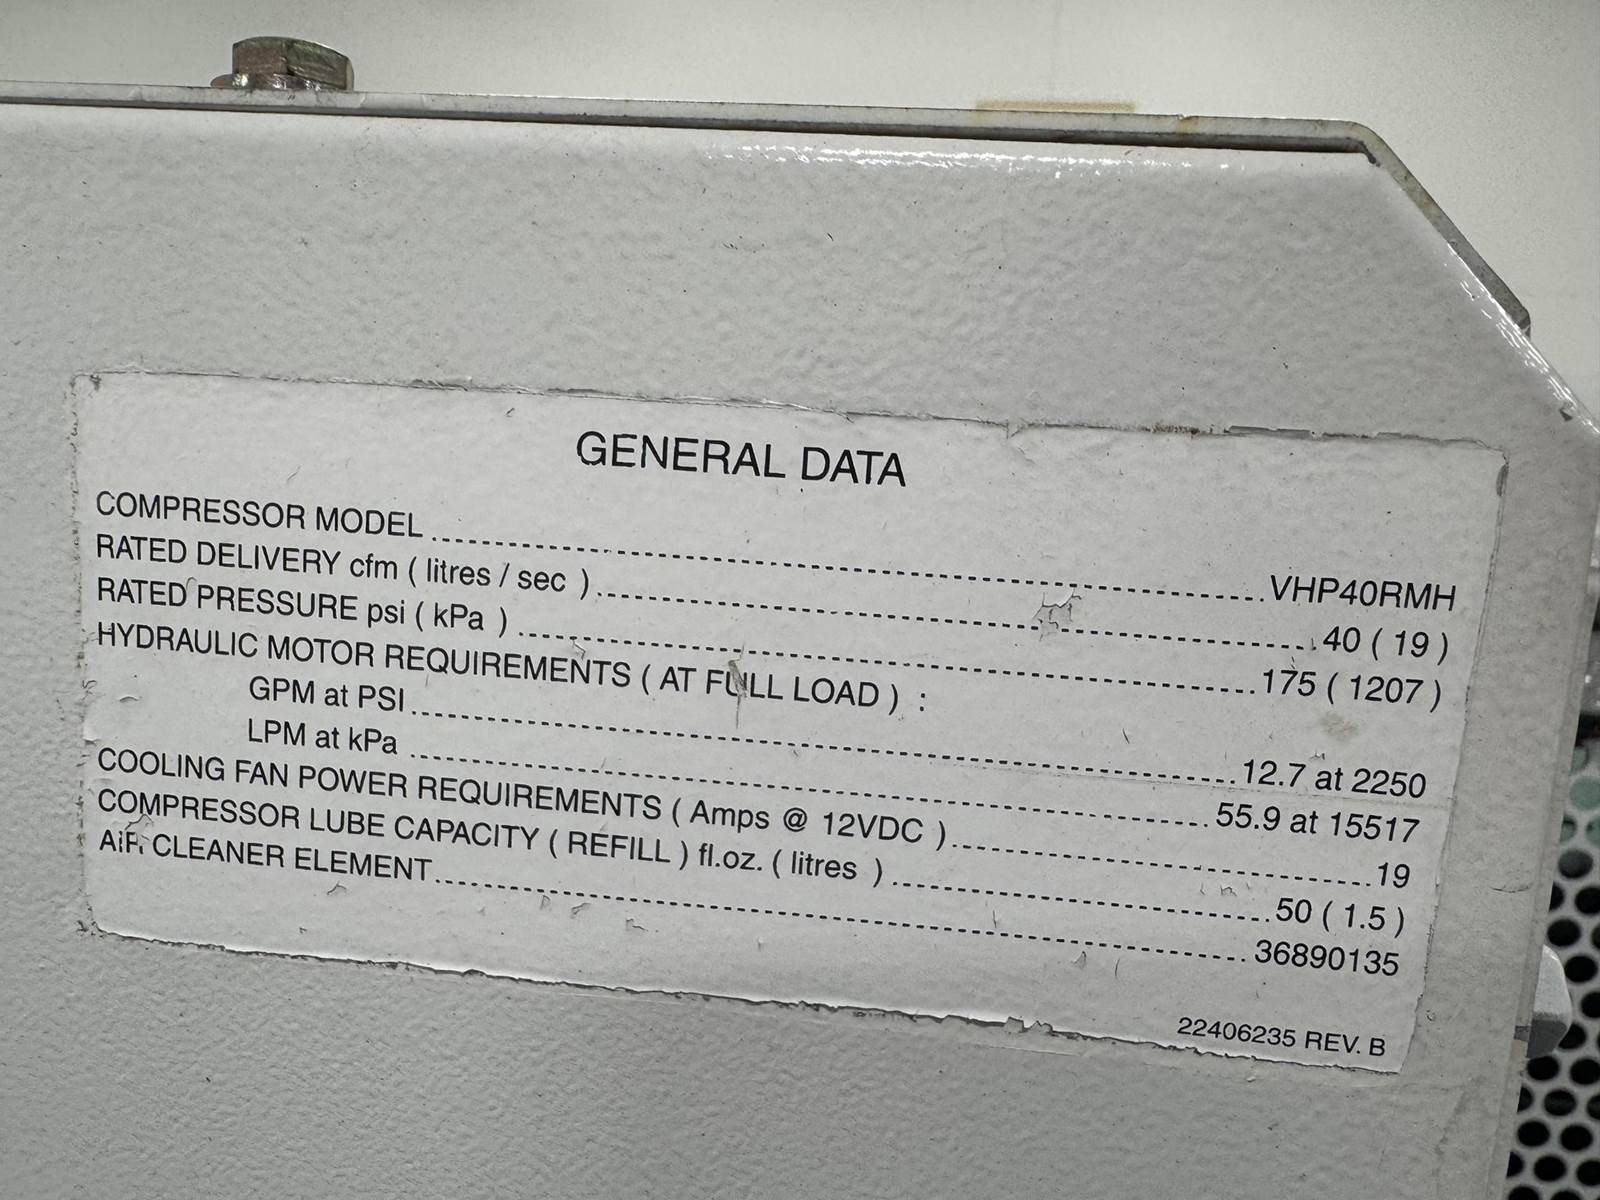 GENERAL DATA
COMPRESSOR MODEL VHP40RMH
RATED DELIVERY cfm ( litres / sec ) 40 ( 19 )
RATED PRESSURE psi ( kPa ) 175 ( 1207 )
HYDRAULIC MOTOR REQUIREMENTS ( AT FULL LOAD ) :
GPM at PSI 12.7 at 2250
LPM at kPa 55.9 at 15517
COOLING FAN POWER REQUIREMENTS ( Amps @ 12VDC ) 19
COMPRESSOR LUBE CAPACITY ( REFILL ) fl.oz. ( litres ) 50 ( 1.5 )
AIR CLEANER ELEMENT 36890135
22406235 REV. B